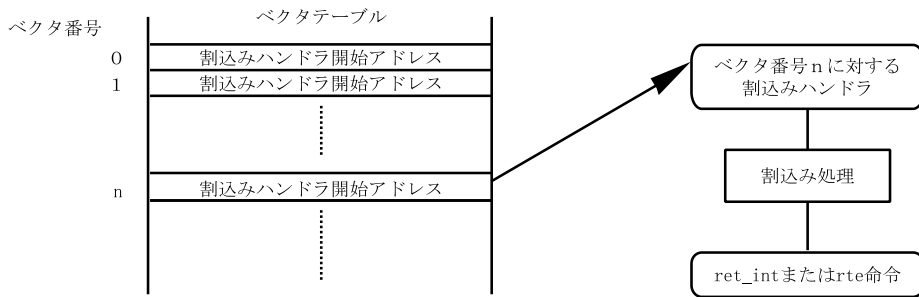 ベクタ番号
ベクタテーブル
0
割込みハンドラ開始アドレス
1
割込みハンドラ開始アドレス
n
割込みハンドラ開始アドレス
ベクタ番号ｎに対する
割込みハンドラ
割込み処理
ret_intまたはrte命令